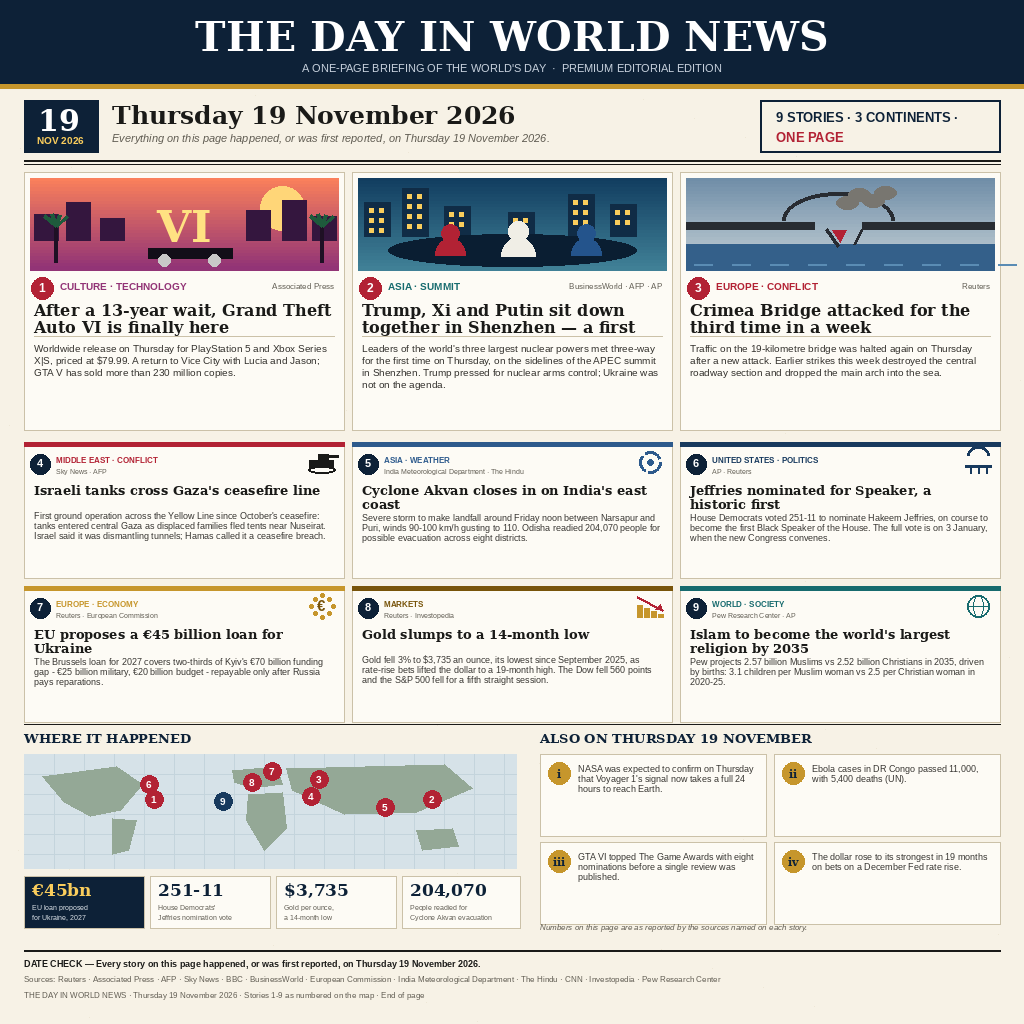 THE DAY IN WORLD NEWS
A ONE-PAGE BRIEFING OF THE WORLD'S DAY · PREMIUM EDITORIAL EDITION
19
NOV 2026
Thursday 19 November 2026
Everything on this page happened, or was first reported, on Thursday 19 November 2026.
9 STORIES · 3 CONTINENTS ·
ONE PAGE
VI
1 CULTURE · TECHNOLOGY Associated Press
After a 13-year wait, Grand Theft
Auto VI is finally here
Worldwide release on Thursday for PlayStation 5 and Xbox Series
X|S, priced at $79.99. A return to Vice City with Lucia and Jason;
GTA V has sold more than 230 million copies.
2 ASIA · SUMMIT BusinessWorld · AFP · AP
Trump, Xi and Putin sit down
together in Shenzhen — a first
Leaders of the world's three largest nuclear powers met three-way
for the first time on Thursday, on the sidelines of the APEC summit
in Shenzhen. Trump pressed for nuclear arms control; Ukraine was
not on the agenda.
3 EUROPE · CONFLICT Reuters
Crimea Bridge attacked for the
third time in a week
Traffic on the 19-kilometre bridge was halted again on Thursday
after a new attack. Earlier strikes this week destroyed the central
roadway section and dropped the main arch into the sea.
4 MIDDLE EAST · CONFLICT
Sky News · AFP
Israeli tanks cross Gaza's ceasefire line
First ground operation across the Yellow Line since October's ceasefire:
tanks entered central Gaza as displaced families fled tents near Nuseirat.
Israel said it was dismantling tunnels; Hamas called it a ceasefire breach.
5 ASIA · WEATHER
India Meteorological Department · The Hindu
Cyclone Akvan closes in on India's east
coast
Severe storm to make landfall around Friday noon between Narsapur and
Puri, winds 90-100 km/h gusting to 110. Odisha readied 204,070 people for
possible evacuation across eight districts.
6 UNITED STATES · POLITICS
AP · Reuters
Jeffries nominated for Speaker, a
historic first
House Democrats voted 251-11 to nominate Hakeem Jeffries, on course to
become the first Black Speaker of the House. The full vote is on 3 January,
when the new Congress convenes.
7 EUROPE · ECONOMY
Reuters · European Commission
€
EU proposes a €45 billion loan for
Ukraine
The Brussels loan for 2027 covers two-thirds of Kyiv's €70 billion funding
gap - €25 billion military, €20 billion budget - repayable only after Russia
pays reparations.
8 MARKETS
Reuters · Investopedia
Gold slumps to a 14-month low
Gold fell 3% to $3,735 an ounce, its lowest since September 2025, as
rate-rise bets lifted the dollar to a 19-month high. The Dow fell 560 points
and the S&P 500 fell for a fifth straight session.
9 WORLD · SOCIETY
Pew Research Center · AP
Islam to become the world's largest
religion by 2035
Pew projects 2.57 billion Muslims vs 2.52 billion Christians in 2035, driven
by births: 3.1 children per Muslim woman vs 2.5 per Christian woman in
2020-25.
WHERE IT HAPPENED
6
1
9
8
7
4
3
5
2
€45bn
EU loan proposed
for Ukraine, 2027
251-11
House Democrats'
Jeffries nomination vote
$3,735
Gold per ounce,
a 14-month low
204,070
People readied for
Cyclone Akvan evacuation
ALSO ON THURSDAY 19 NOVEMBER
i
NASA was expected to confirm on Thursday
that Voyager 1's signal now takes a full 24
hours to reach Earth.
ii
Ebola cases in DR Congo passed 11,000,
with 5,400 deaths (UN).
iii
GTA VI topped The Game Awards with eight
nominations before a single review was
published.
iv
The dollar rose to its strongest in 19 months
on bets on a December Fed rate rise.
Numbers on this page are as reported by the sources named on each story.
DATE CHECK — Every story on this page happened, or was first reported, on Thursday 19 November 2026.
Sources: Reuters · Associated Press · AFP · Sky News · BBC · BusinessWorld · European Commission · India Meteorological Department · The Hindu · CNN · Investopedia · Pew Research Center
THE DAY IN WORLD NEWS · Thursday 19 November 2026 · Stories 1-9 as numbered on the map · End of page